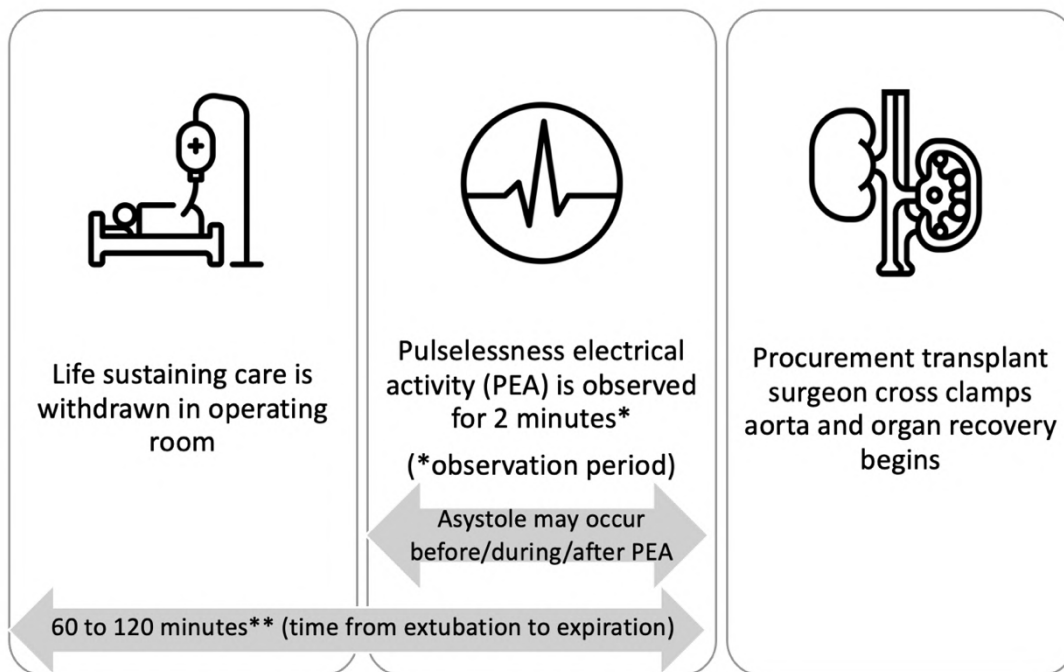 Life sustaining care is
withdrawn in operating
room
Pulselessness electrical
activity (PEA) is observed
for 2 minutes*
(*observation period)
Asystole may occur
before/during/after PEA
Procurement transplant
surgeon cross clamps
aorta and organ recovery
begins
60 to 120 minutes** (time from extubation to expiration)